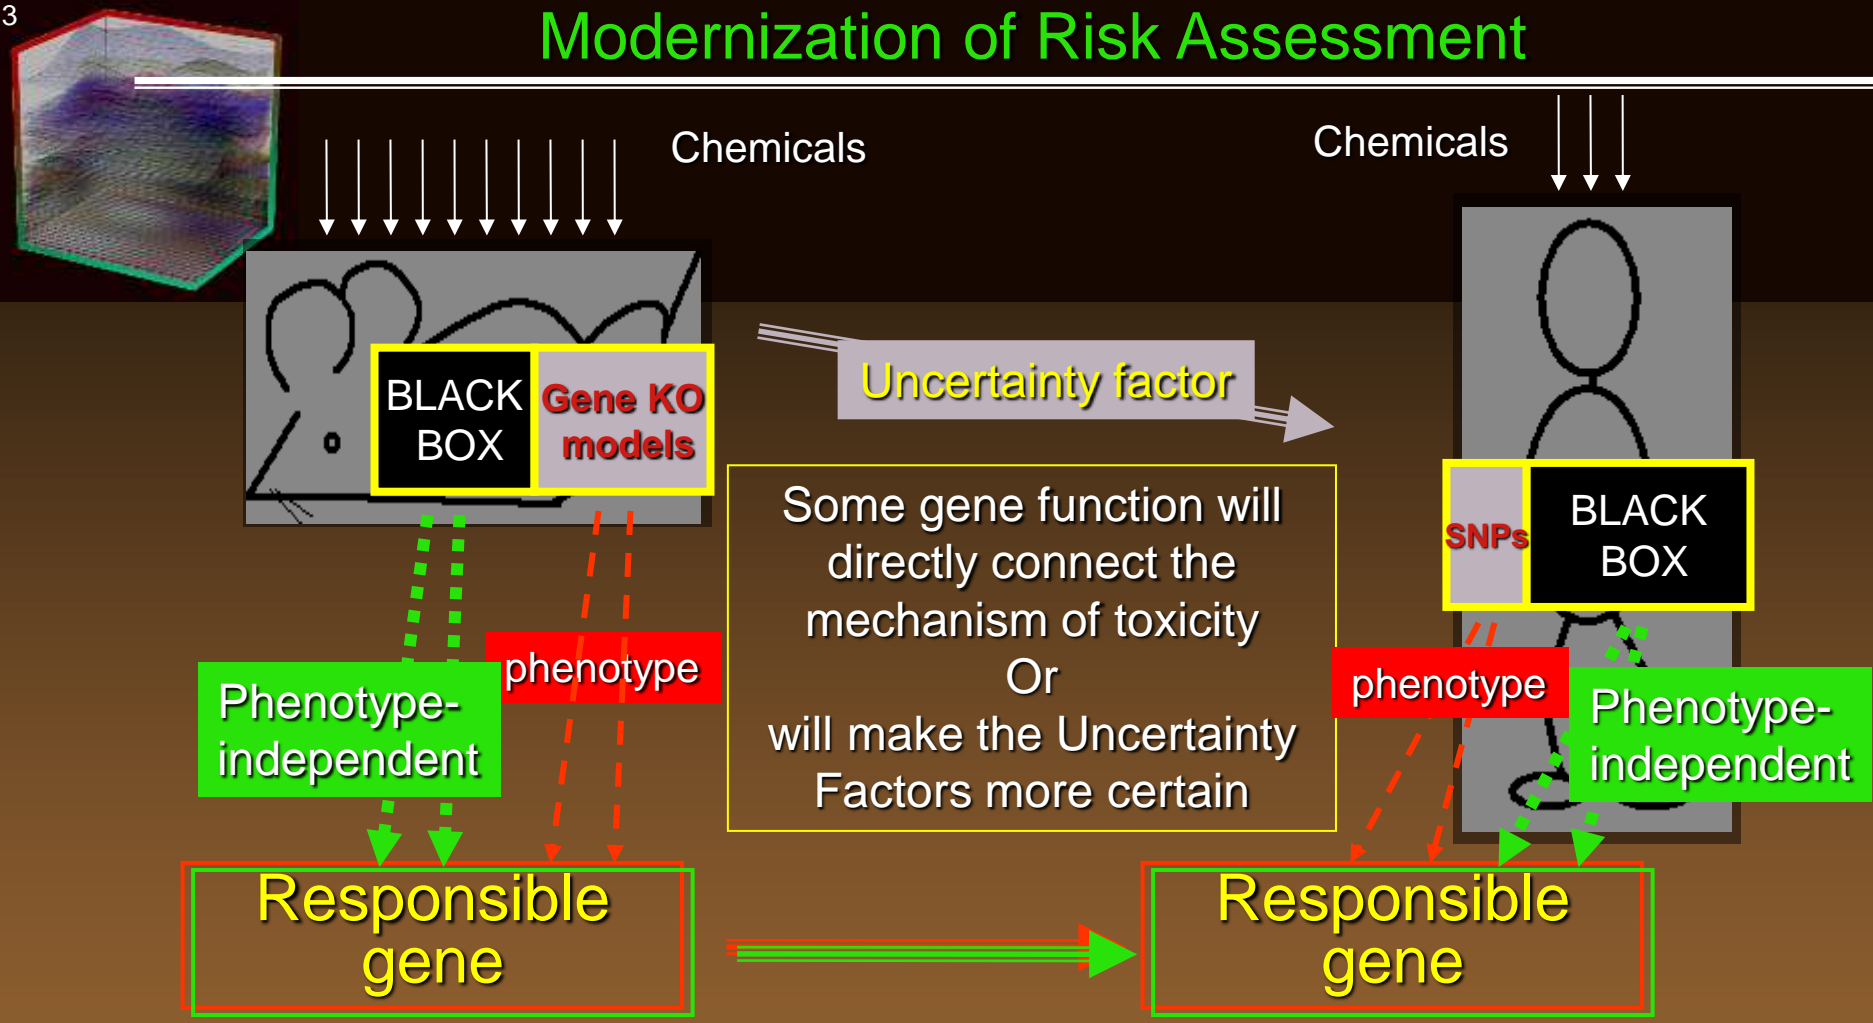 3
Modernization of Risk Assessment
Chemicals
Chemicals
Uncertainty factor
BLACK
BOX
Gene KO
models
Some gene function will
directly connect the
mechanism of toxicity
Or
will make the Uncertainty
Factors more certain
SNPs
BLACK
BOX
phenotype
Phenotype-
independent
phenotype
Phenotype-
independent
Responsible
gene
Responsible
gene